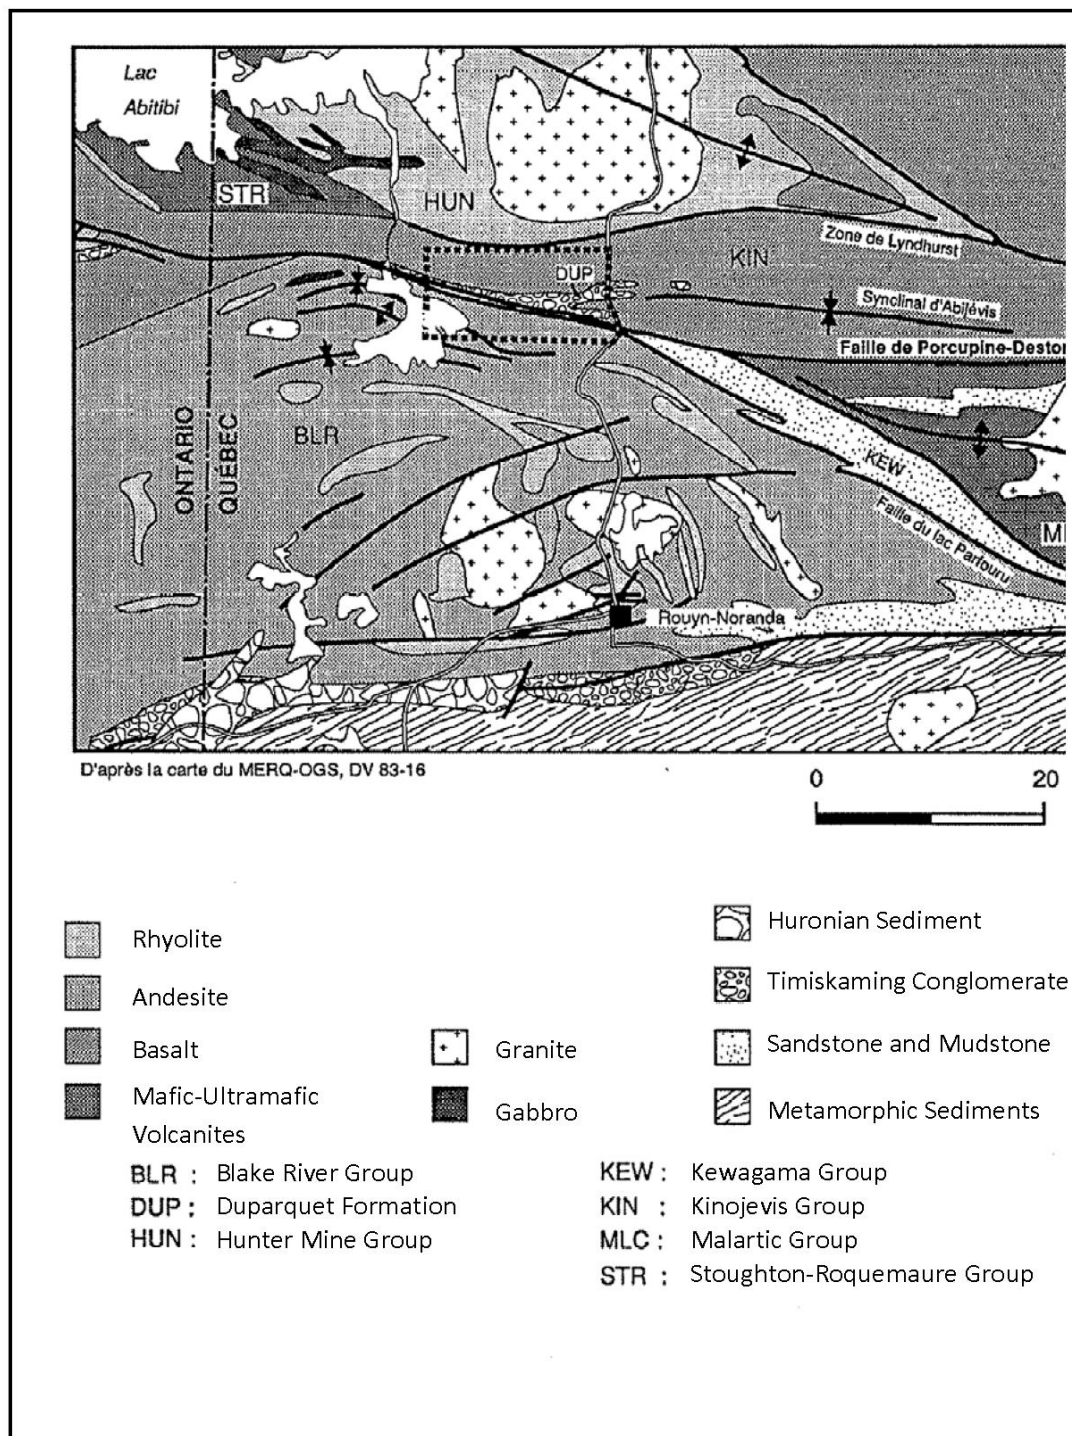 Lac
Abitibi
STR
HUN
Zone de Lyndhurst
KIN
DUP
Synclinal d'Abijévis
Faille de Porcupine-Destor
ONTARIO
QUÉBEC
BLR
KEW
Faille du lac Parfouru
Rouyn-Noranda
D'après la carte du MERQ-OGS, DV 83-16
0 20
Rhyolite
Andesite
Basalt
Mafic-Ultramafic
Volcanites
Granite
Gabbro
Huronian Sediment
Timiskaming Conglomerate
Sandstone and Mudstone
Metamorphic Sediments
BLR : Blake River Group
DUP : Duparquet Formation
HUN : Hunter Mine Group
KEW : Kewagama Group
KIN : Kinojevis Group
MLC : Malartic Group
STR : Stoughton-Roquemaure Group